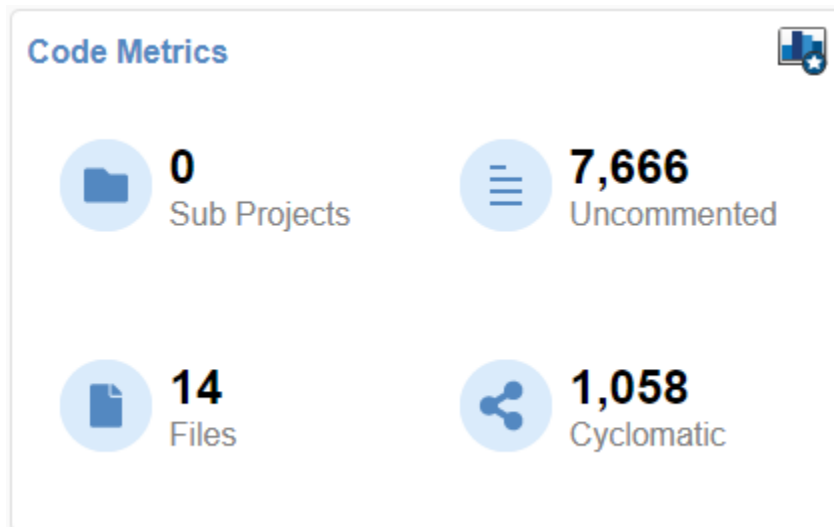 Code Metrics
0
Sub Projects
7,666
Uncommented
14
Files
1,058
Cyclomatic